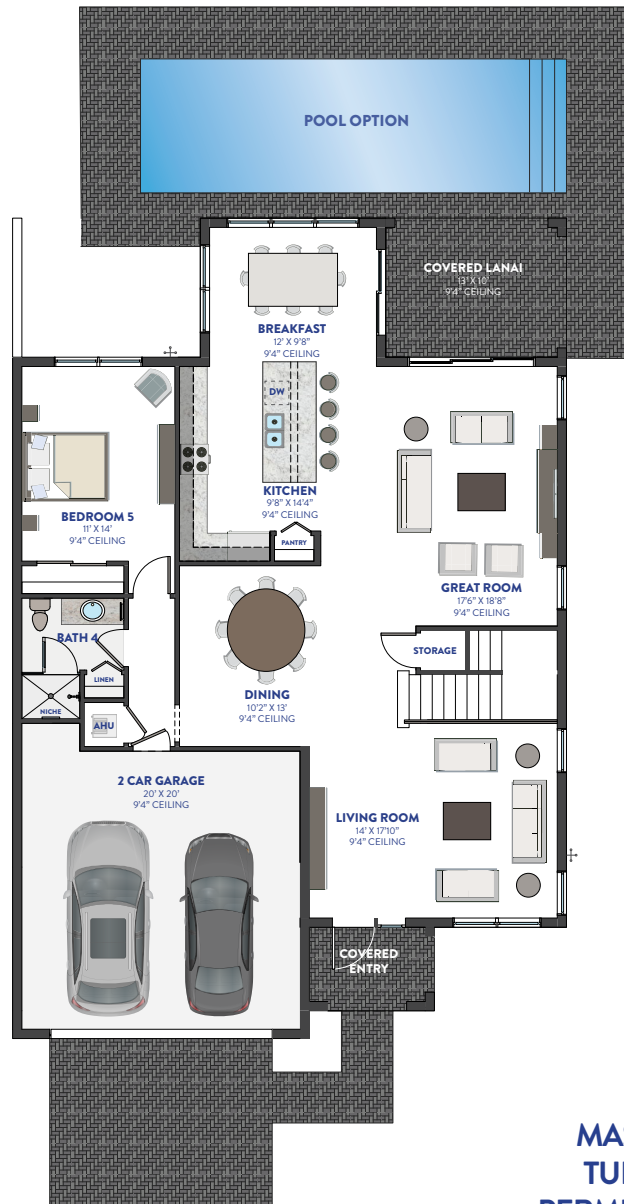 POOL OPTION
COVERED LANAI
13' X 10'
9'4" CEILING
BREAKFAST
12' X 9'8"
9'4" CEILING
DW
KITCHEN
9'8" X 14'4"
9'4" CEILING
PANTRY
BEDROOM 5
11' X 14'
9'4" CEILING
GREAT ROOM
17'6" X 18'8"
9'4" CEILING
BATH 4
LINEN
NICHE
AHU
STORAGE
DINING
10'2" X 13'
9'4" CEILING
2 CAR GARAGE
20' X 20'
9'4" CEILING
LIVING ROOM
14' X 17'10"
9'4" CEILING
COVERED
ENTRY